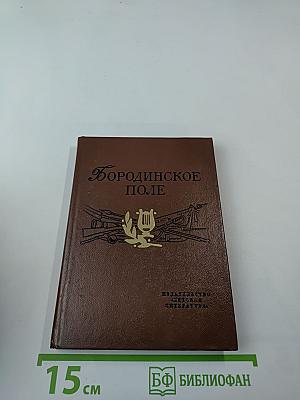 БОРОДИНСКОЕ
ПОЛЕ
ИЗДАТЕЛЬСТВО
«ДЕТСКАЯ
ЛИТЕРАТУРА»
15 см
БФ БИБЛИОФАН